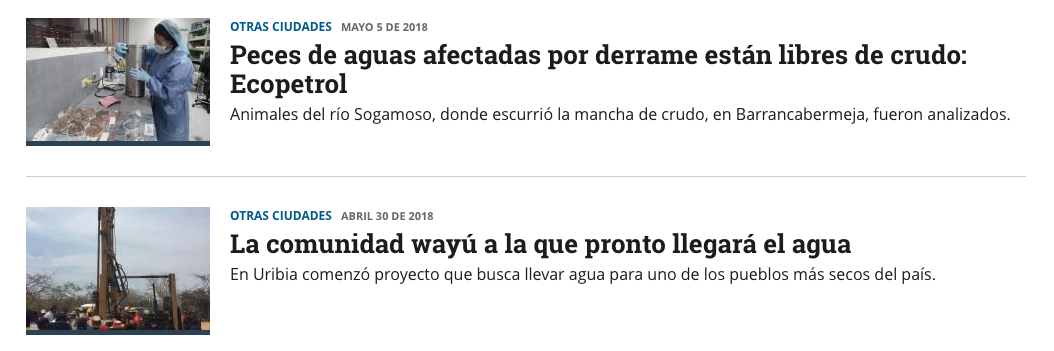 OTRAS CIUDADES MAYO 5 DE 2018
Peces de aguas afectadas por derrame están libres de crudo:
Ecopetrol
Animales del río Sogamoso, donde escurrió la mancha de crudo, en Barrancabermeja, fueron analizados.
OTRAS CIUDADES ABRIL 30 DE 2018
La comunidad wayú a la que pronto llegará el agua
En Uribia comenzó proyecto que busca llevar agua para uno de los pueblos más secos del país.